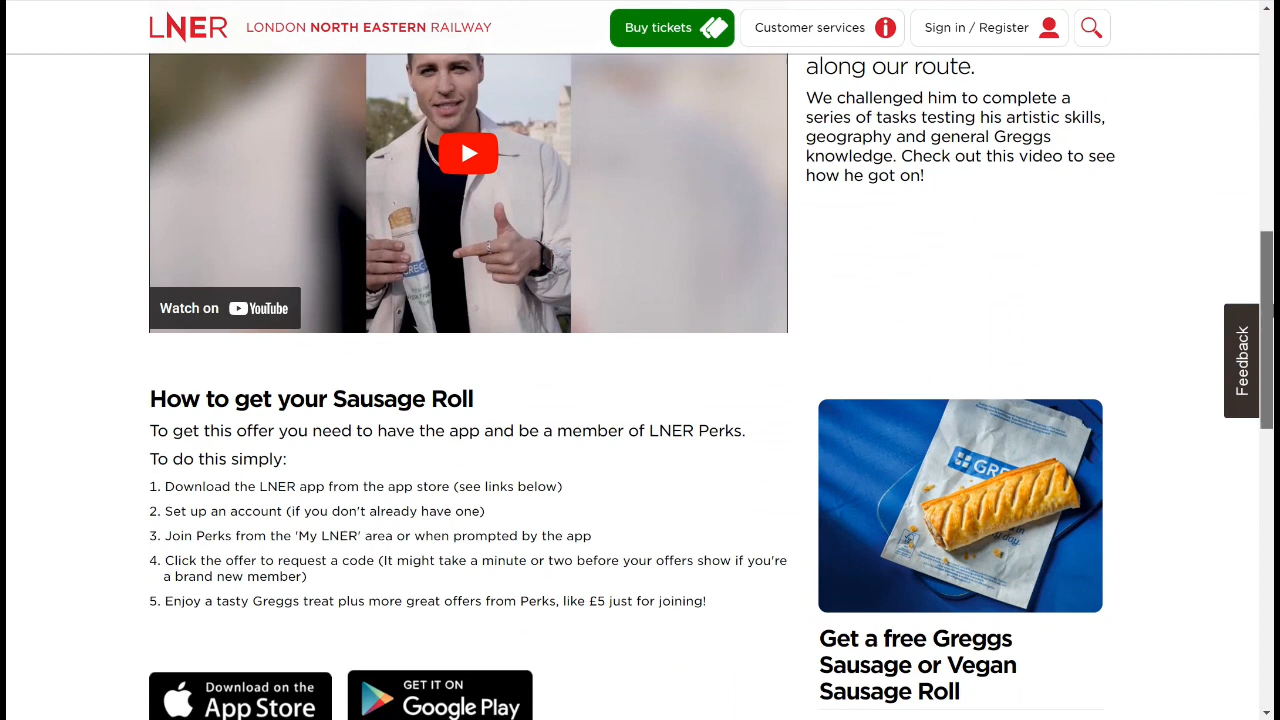 LNER LONDON NORTH EASTERN RAILWAY
Buy tickets
Customer services
Sign in / Register
along our route.
We challenged him to complete a
series of tasks testing his artistic skills,
geography and general Greggs
knowledge. Check out this video to see
how he got on!
Watch on YouTube
Feedback
How to get your Sausage Roll
To get this offer you need to have the app and be a member of LNER Perks.
To do this simply:
1. Download the LNER app from the app store (see links below)
2. Set up an account (if you don't already have one)
3. Join Perks from the 'My LNER' area or when prompted by the app
4. Click the offer to request a code (It might take a minute or two before your offers show if you're
a brand new member)
5. Enjoy a tasty Greggs treat plus more great offers from Perks, like £5 just for joining!
GRE
Get a free Greggs
Sausage or Vegan
Sausage Roll
Download on the
App Store
GET IT ON
Google Play